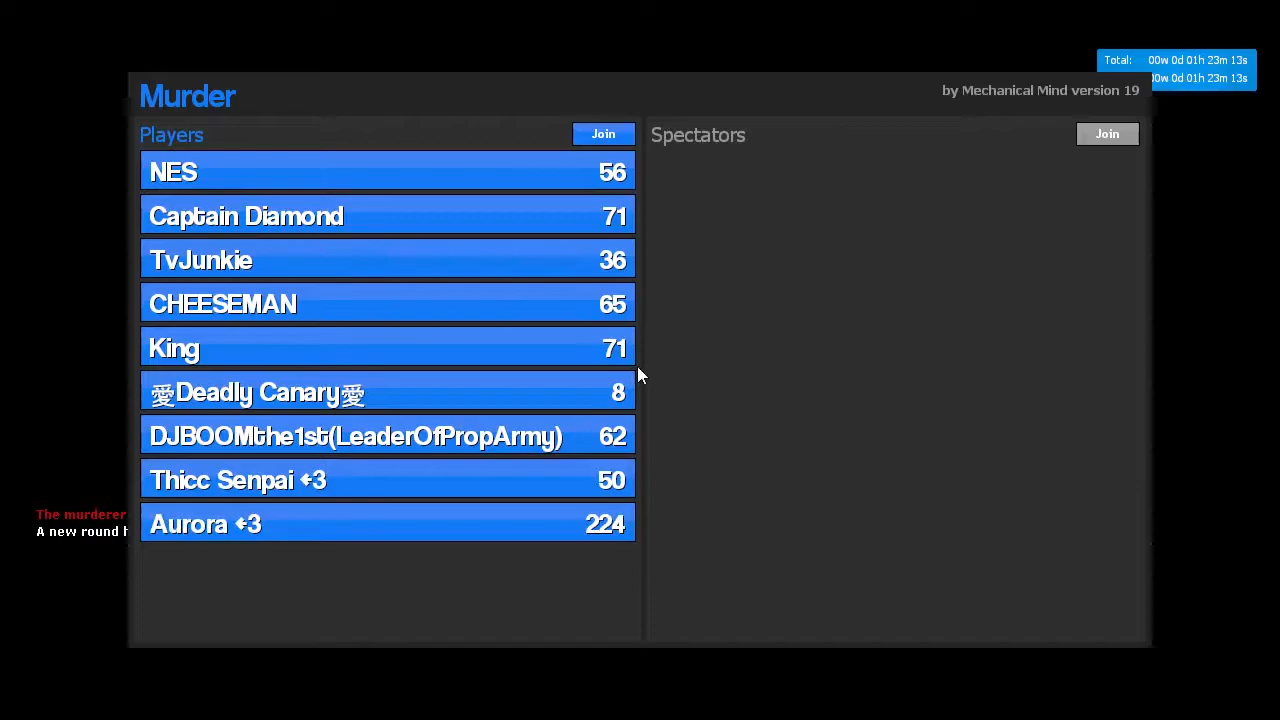 Total: 00w 0d 01h 23m 13s
00w 0d 01h 23m 13s
Murder
by Mechanical Mind version 19
Players
Join
Spectators
Join
NES 56
Captain Diamond 71
TvJunkie 36
CHEESEMAN 65
King 71
愛Deadly Canary愛 8
DJBOOMthe1st(LeaderOfPropArmy) 62
Thicc Senpai <3 50
Aurora <3 224
The murderer
A new round